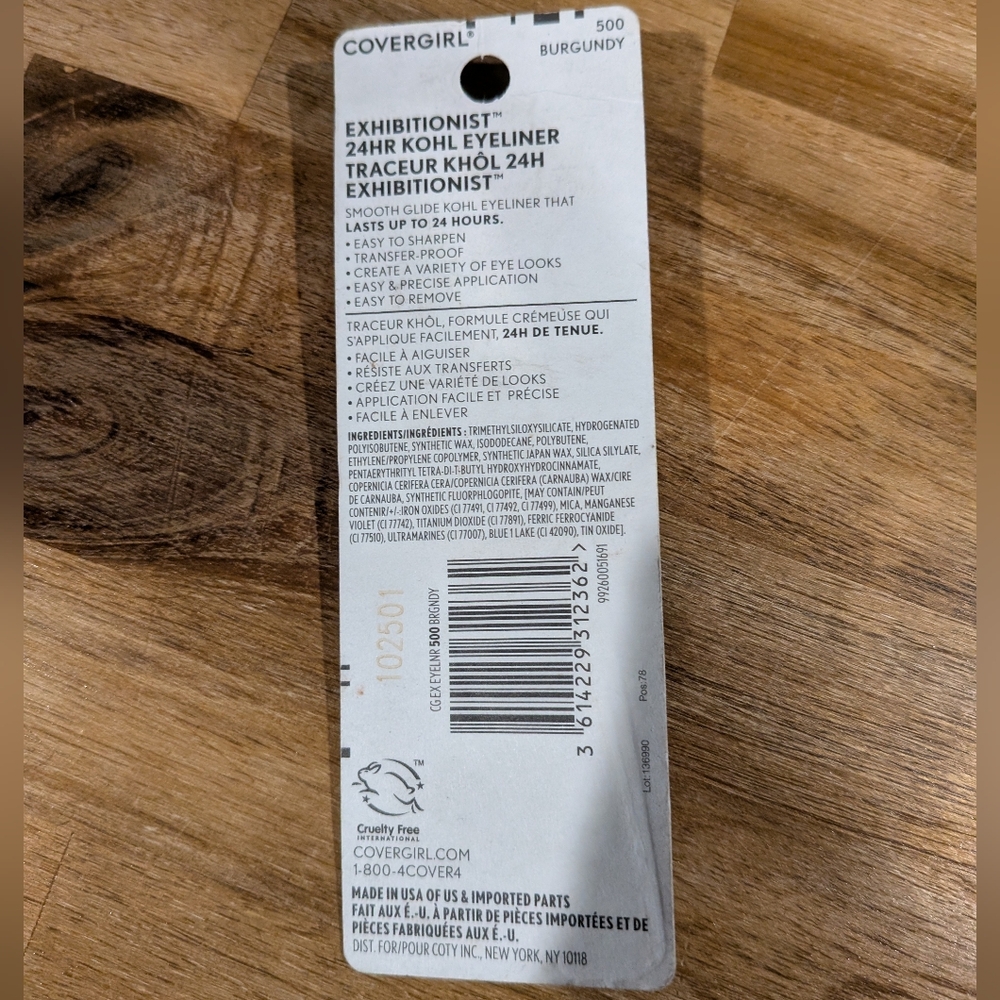 COVERGIRL®
500
BURGUNDY
EXHIBITIONIST™
24HR KOHL EYELINER
TRACEUR KHÔL 24H
EXHIBITIONIST™
SMOOTH GLIDE KOHL EYELINER THAT
LASTS UP TO 24 HOURS.
• EASY TO SHARPEN
• TRANSFER-PROOF
• CREATE A VARIETY OF EYE LOOKS
• EASY & PRECISE APPLICATION
• EASY TO REMOVE
TRACEUR KHÔL, FORMULE CRÉMEUSE QUI
S'APPLIQUE FACILEMENT, 24H DE TENUE.
• FACILE À AIGUISER
• RÉSISTE AUX TRANSFERTS
• CRÉEZ UNE VARIÉTÉ DE LOOKS
• APPLICATION FACILE ET PRÉCISE
• FACILE À ENLEVER
INGREDIENTS/INGRÉDIENTS : TRIMETHYLSILOXYSILICATE, HYDROGENATED
POLYISOBUTENE, SYNTHETIC WAX, ISODODECANE, POLYBUTENE,
ETHYLENE/PROPYLENE COPOLYMER, SYNTHETIC JAPAN WAX, SILICA SILYLATE,
PENTAERYTHRITYL TETRA-DI-T-BUTYL HYDROXYHYDROCINNAMATE,
COPERNICIA CERIFERA CERA/COPERNICIA CERIFERA (CARNAUBA) WAX/CIRE
DE CARNAUBA, SYNTHETIC FLUORPHLOGOPITE, [MAY CONTAIN/PEUT
CONTENIR/+/-:IRON OXIDES (CI 77491, CI 77492, CI 77499), MICA, MANGANESE
VIOLET (CI 77742), TITANIUM DIOXIDE (CI 77891), FERRIC FERROCYANIDE
(CI 77510), ULTRAMARINES (CI 77007), BLUE 1 LAKE (CI 42090), TIN OXIDE].
102501
CG EX EYELNR 500 BRGNDY
3 614229 312362 >
99260051691
Pos:78
Lot:136990
TM
Cruelty Free
INTERNATIONAL
COVERGIRL.COM
1-800-4COVER4
MADE IN USA OF US & IMPORTED PARTS
FAIT AUX É.-U. À PARTIR DE PIÈCES IMPORTÉES ET DE
PIÈCES FABRIQUÉES AUX É.-U.
DIST. FOR/POUR COTY INC., NEW YORK, NY 10118